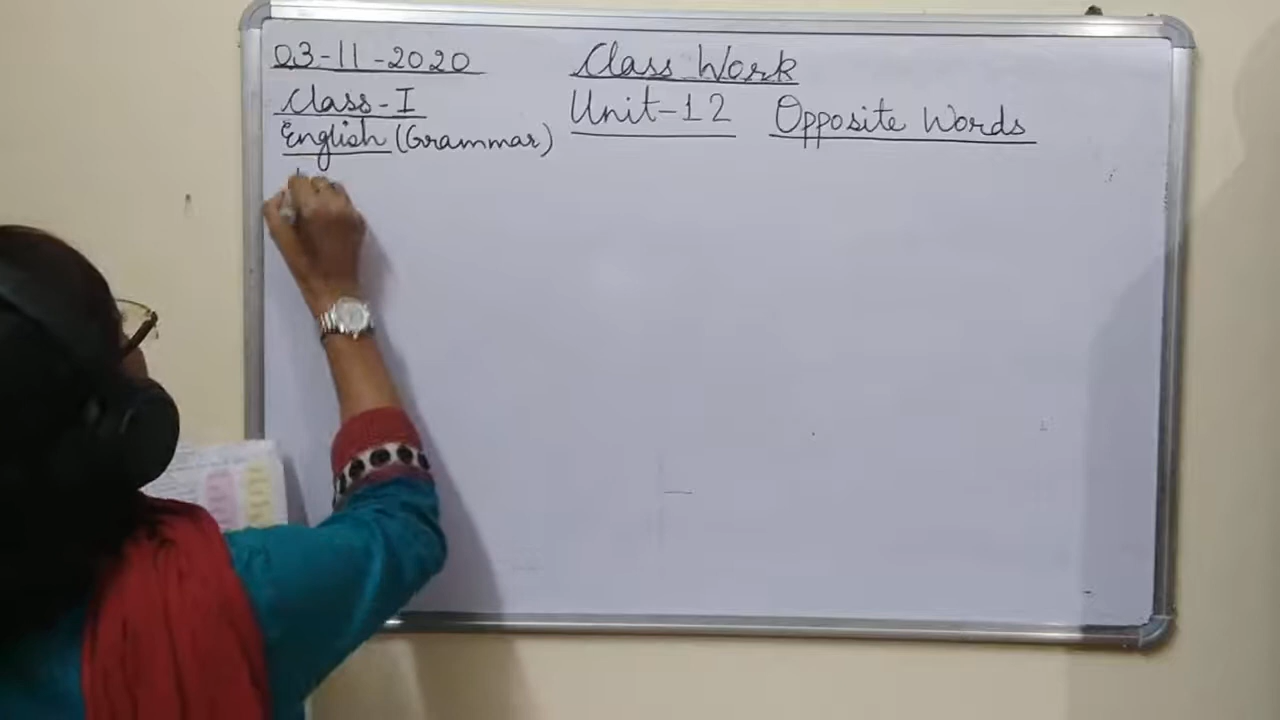 03-11-2020 Class Work
Class-I Unit-12 Opposite Words
English (Grammar)